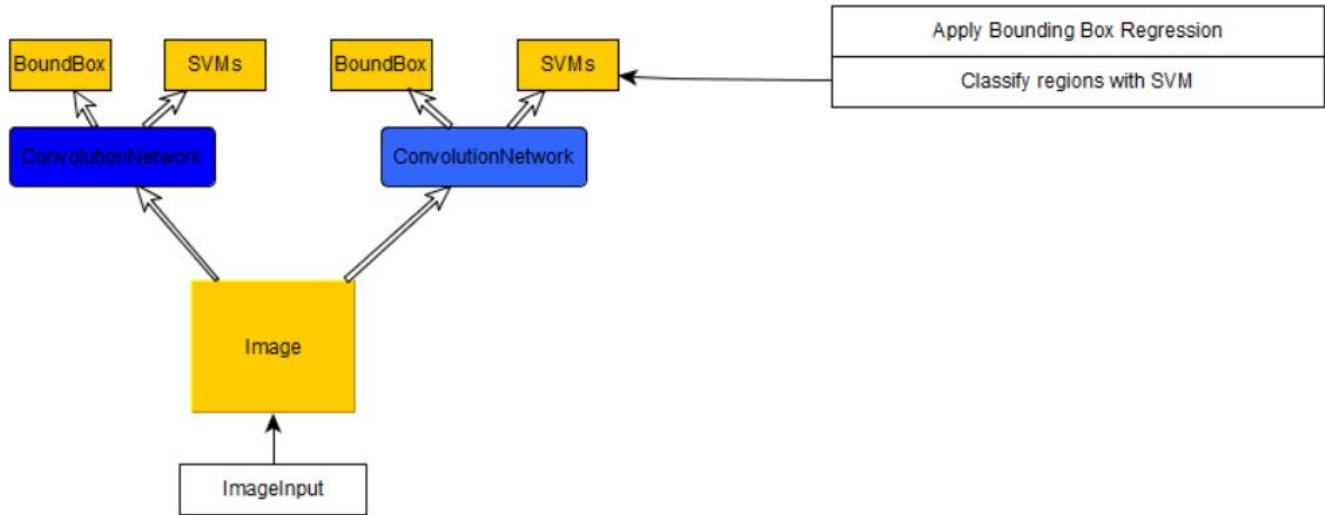 Apply Bounding Box Regression
BoundBox
SVMs
BoundBox
SVMs
Classify regions with SVM
ConvolutionNetwork
ConvolutionNetwork
Image
ImageInput